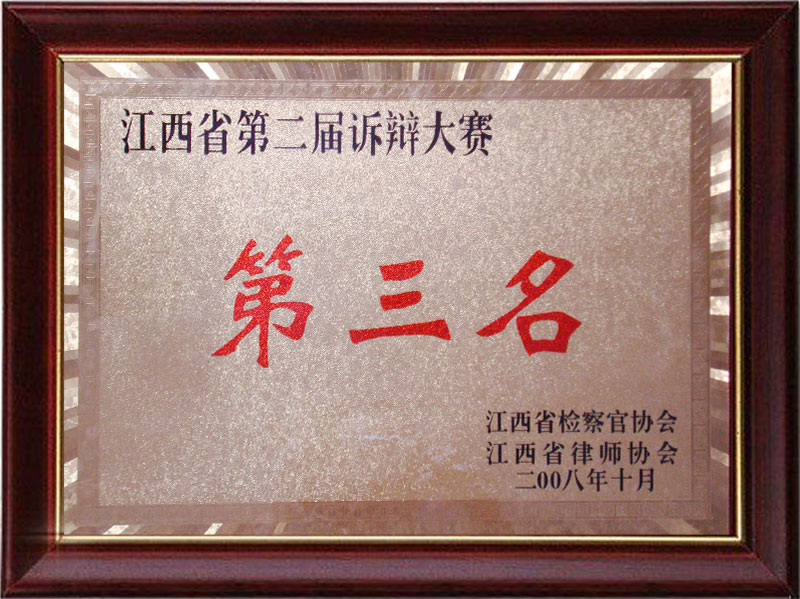 江西省第二届诉辩大赛
第三名
江西省检察官协会
江西省律师协会
二00八年十月